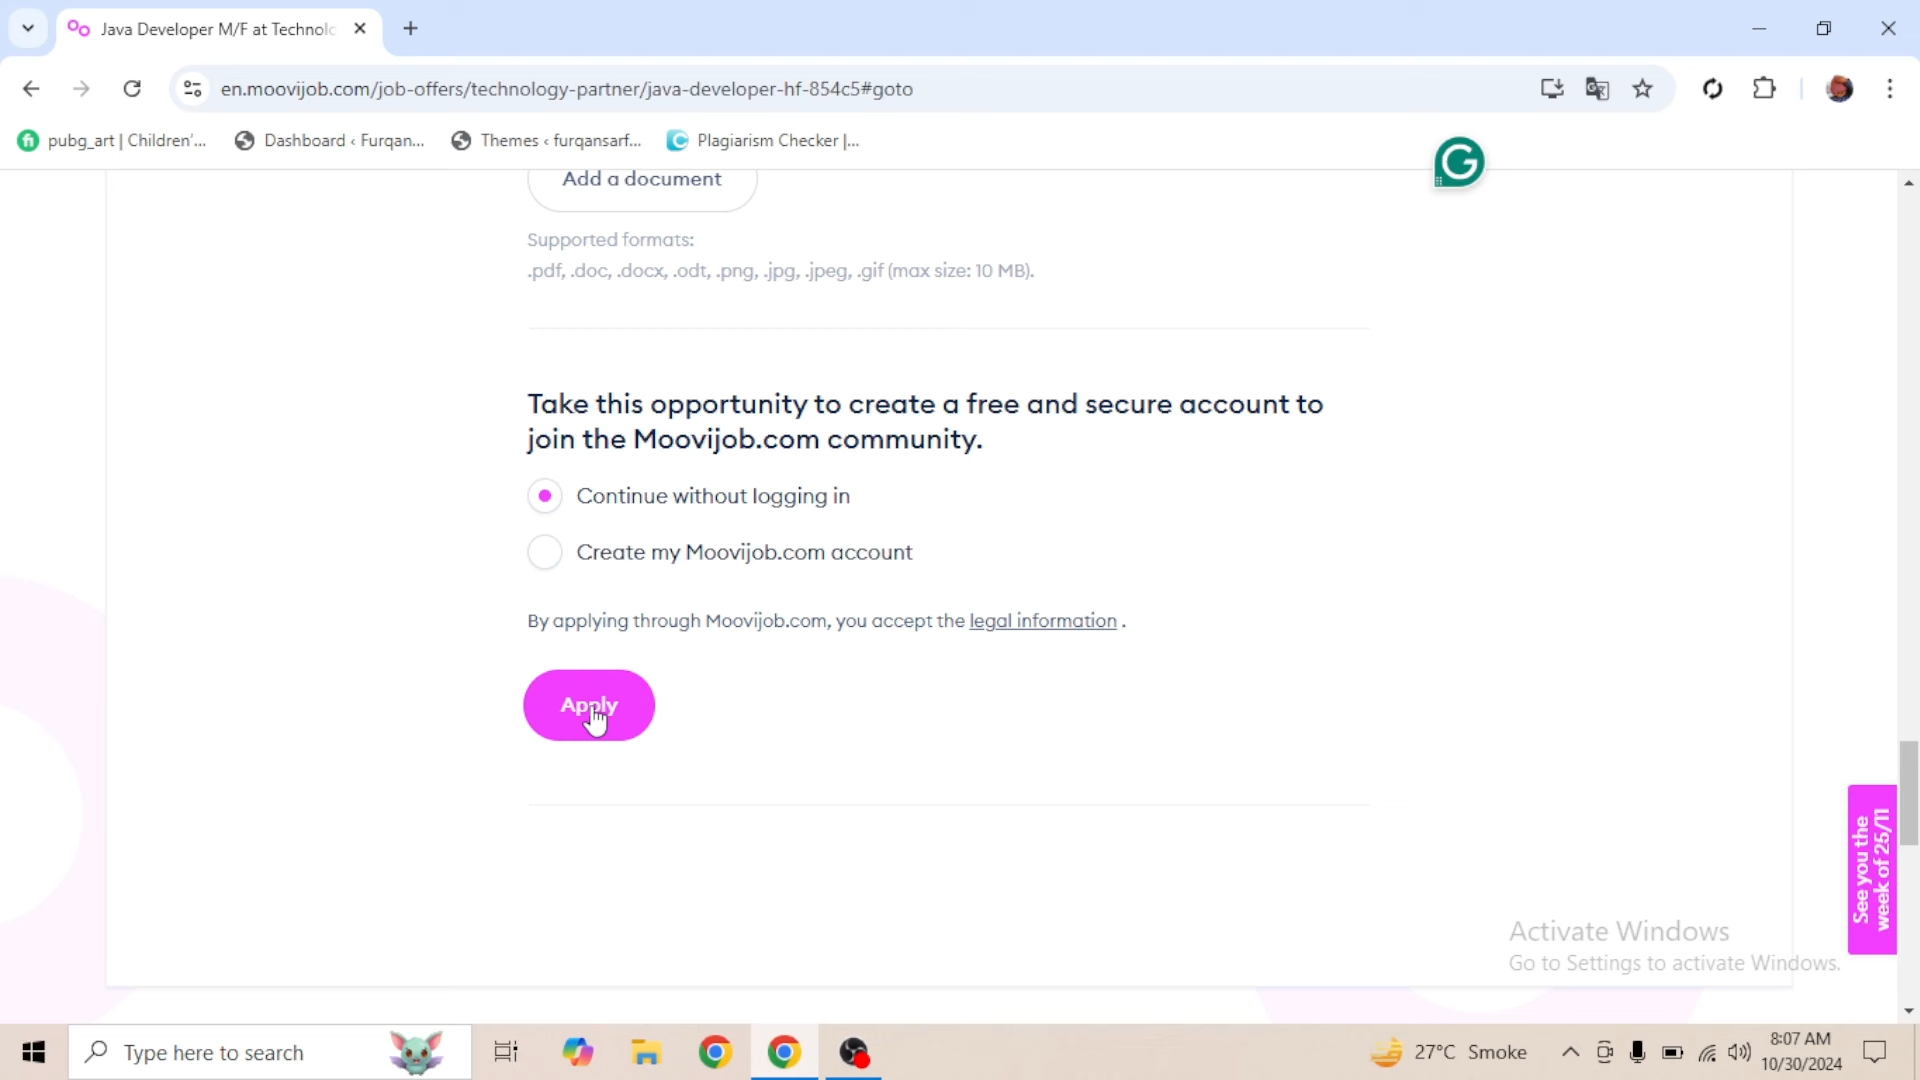 Java Developer M/F at Technolo
en.moovijob.com/job-offers/technology-partner/java-developer-hf-854c5#goto
pubg_art | Children'...
Dashboard ‹ Furqan...
Themes ‹ furqansarf...
Plagiarism Checker |...
Add a document
Supported formats:
.pdf, .doc, .docx, .odt, .png, .jpg, .jpeg, .gif (max size: 10 MB).
Take this opportunity to create a free and secure account to
join the Moovijob.com community.
Continue without logging in
Create my Moovijob.com account
By applying through Moovijob.com, you accept the legal information .
Apply
See you the
week of 25/11
Activate Windows
Go to Settings to activate Windows.
Type here to search
27°C Smoke
8:07 AM
10/30/2024